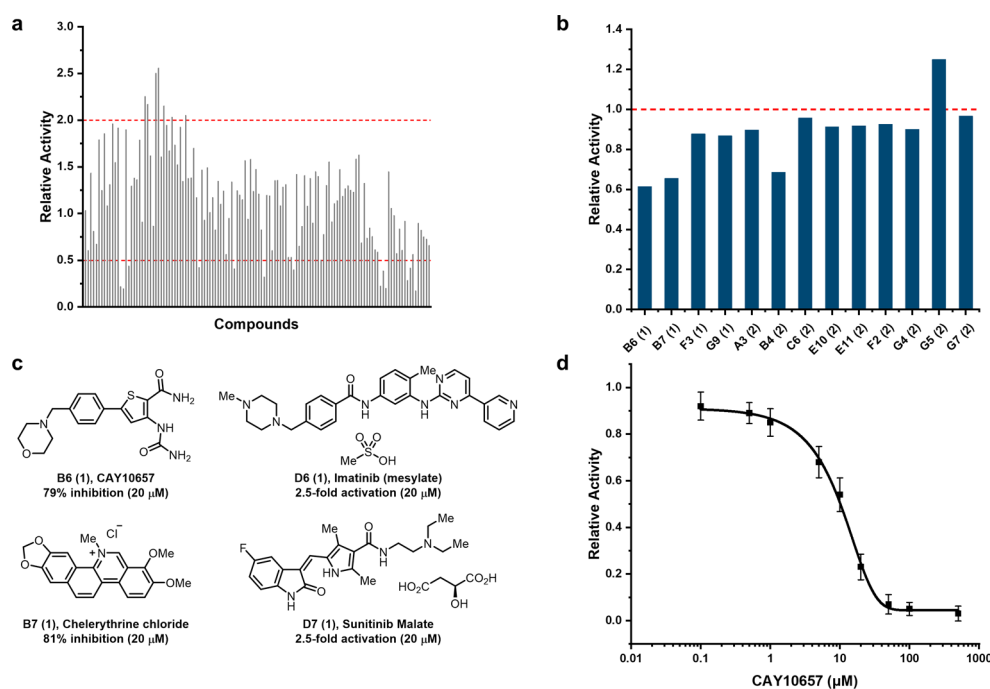 a
3.0
2.5
2.0
1.5
1.0
0.5
0.0
Relative Activity
Compounds
b
1.4
1.2
1.0
0.8
0.6
0.4
0.2
0.0
Relative Activity
B6 (1)
B7 (1)
F3 (1)
G9 (1)
A3 (2)
B4 (2)
C6 (2)
E10 (2)
E11 (2)
F2 (2)
G4 (2)
G5 (2)
G7 (2)
c
S
O
NH2
NH
O
NH2
N
O
B6 (1), CAY10657
79% inhibition (20 μM)
Me
N
N
O
N
H
Me
N
H
N
N
N
O
S
O
Me
OH
D6 (1), Imatinib (mesylate)
2.5-fold activation (20 μM)
O
O
Me
N
+
Cl−
OMe
OMe
B7 (1), Chelerythrine chloride
81% inhibition (20 μM)
F
N
H
O
Me
N
H
Me
O
N
H
N
Me
Me
HO2C
CO2H
OH
D7 (1), Sunitinib Malate
2.5-fold activation (20 μM)
d
1.0
0.8
0.6
0.4
0.2
0.0
Relative Activity
0.01
0.1
1
10
100
1000
CAY10657 (μM)